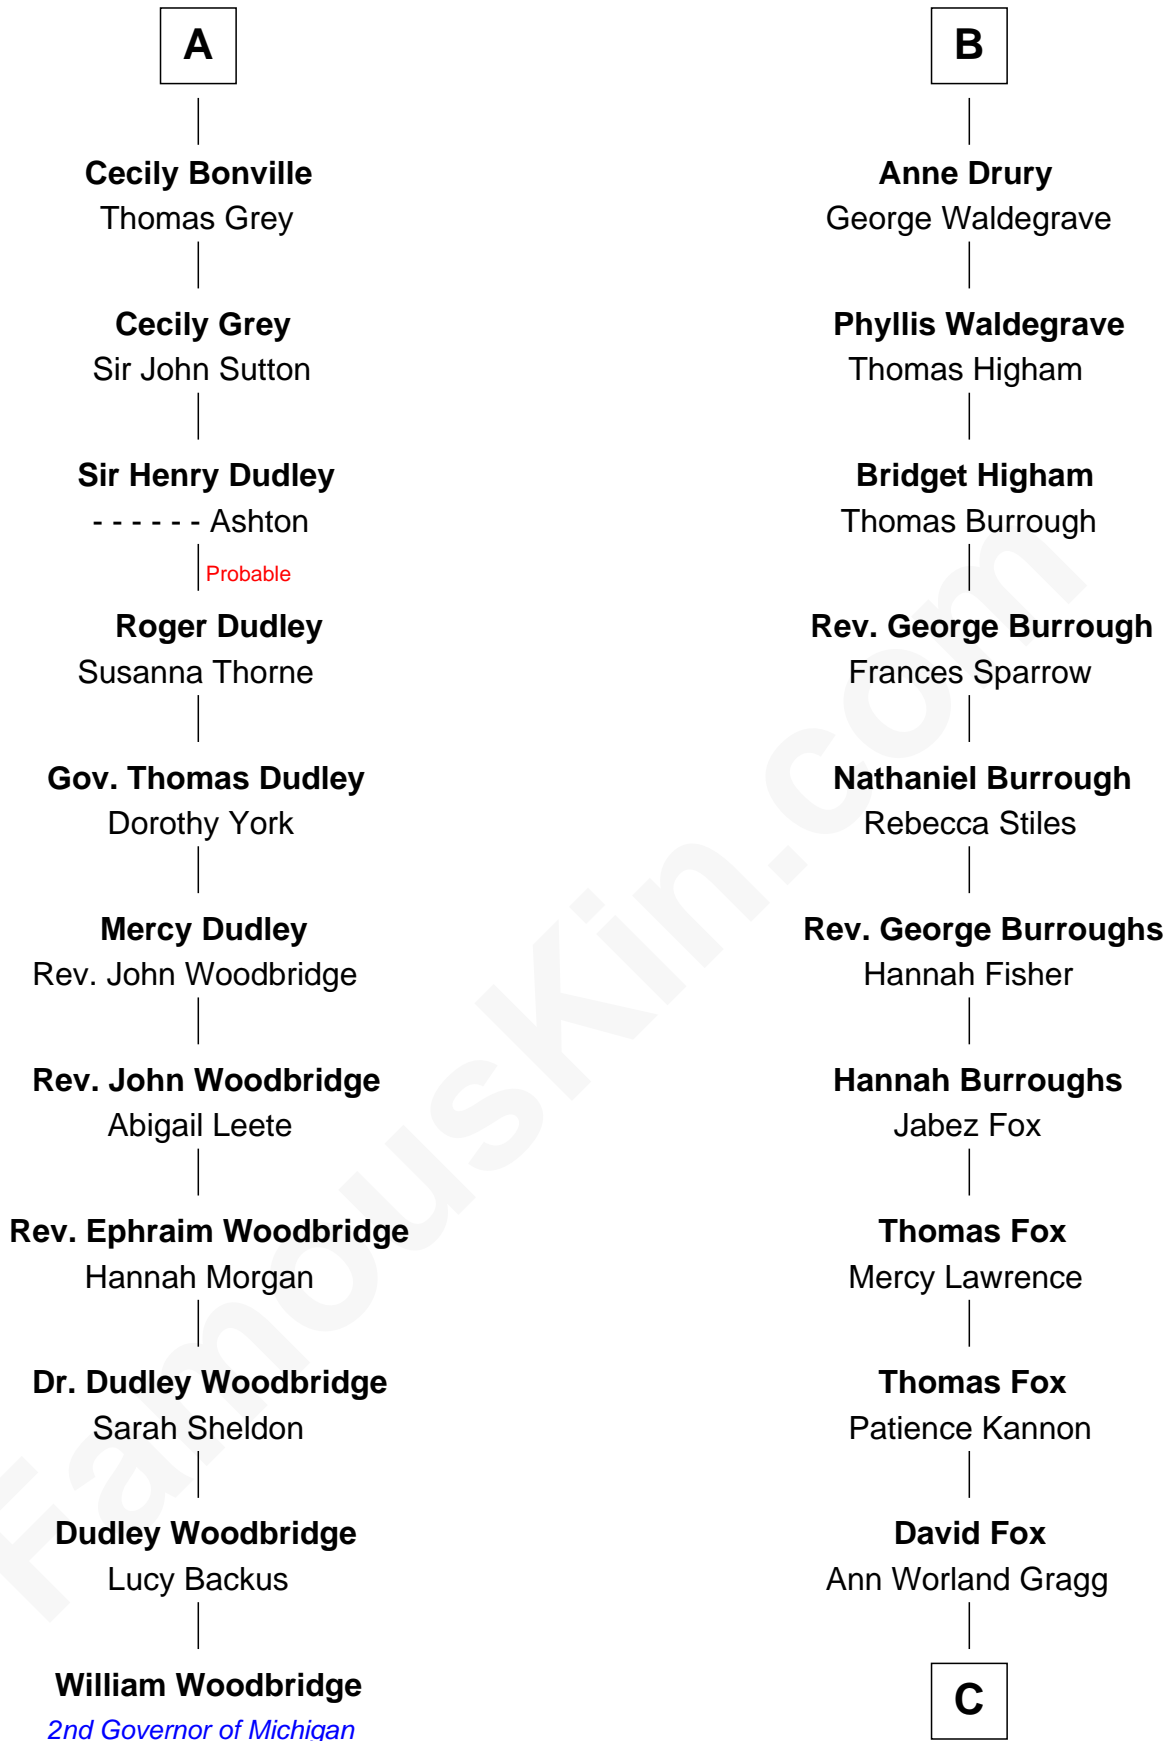 A
Cecily Bonville
Thomas Grey
Cecily Grey
Sir John Sutton
Sir Henry Dudley
- - - - - - Ashton
Probable
Roger Dudley
Susanna Thorne
Gov. Thomas Dudley
Dorothy York
Mercy Dudley
Rev. John Woodbridge
Rev. John Woodbridge
Abigail Leete
Rev. Ephraim Woodbridge
Hannah Morgan
Dr. Dudley Woodbridge
Sarah Sheldon
Dudley Woodbridge
Lucy Backus
William Woodbridge
2nd Governor of Michigan
B
Anne Drury
George Waldegrave
Phyllis Waldegrave
Thomas Higham
Bridget Higham
Thomas Burrough
Rev. George Burrough
Frances Sparrow
Nathaniel Burrough
Rebecca Stiles
Rev. George Burroughs
Hannah Fisher
Hannah Burroughs
Jabez Fox
Thomas Fox
Mercy Lawrence
Thomas Fox
Patience Kannon
David Fox
Ann Worland Gragg
C
FamousKin.com